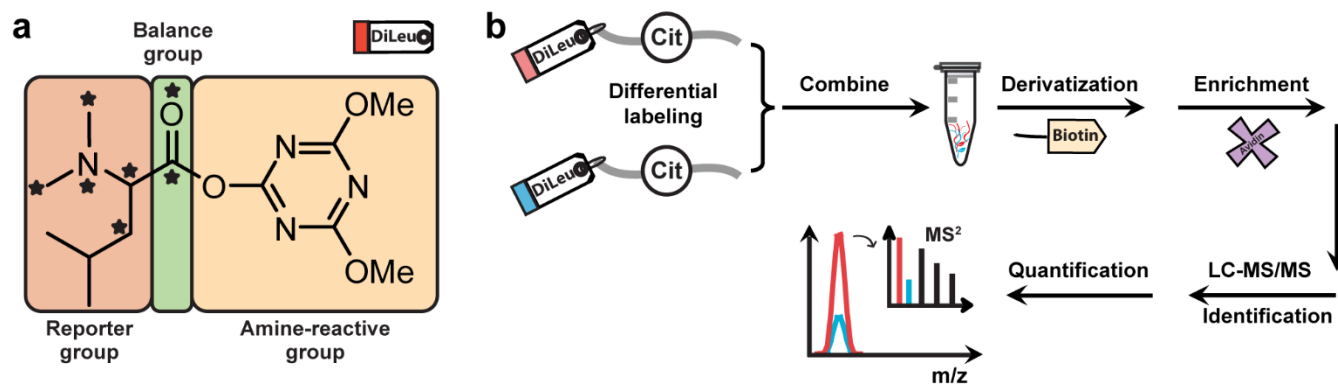 a
Balance
group
DiLeu
O
OMe
N
N
N
O
N
OMe
Reporter
group
Amine-reactive
group
b
DiLeu
Cit
Differential
labeling
DiLeu
Cit
Combine
Derivatization
Biotin
Enrichment
Avidin
LC-MS/MS
Identification
Quantification
MS²
m/z